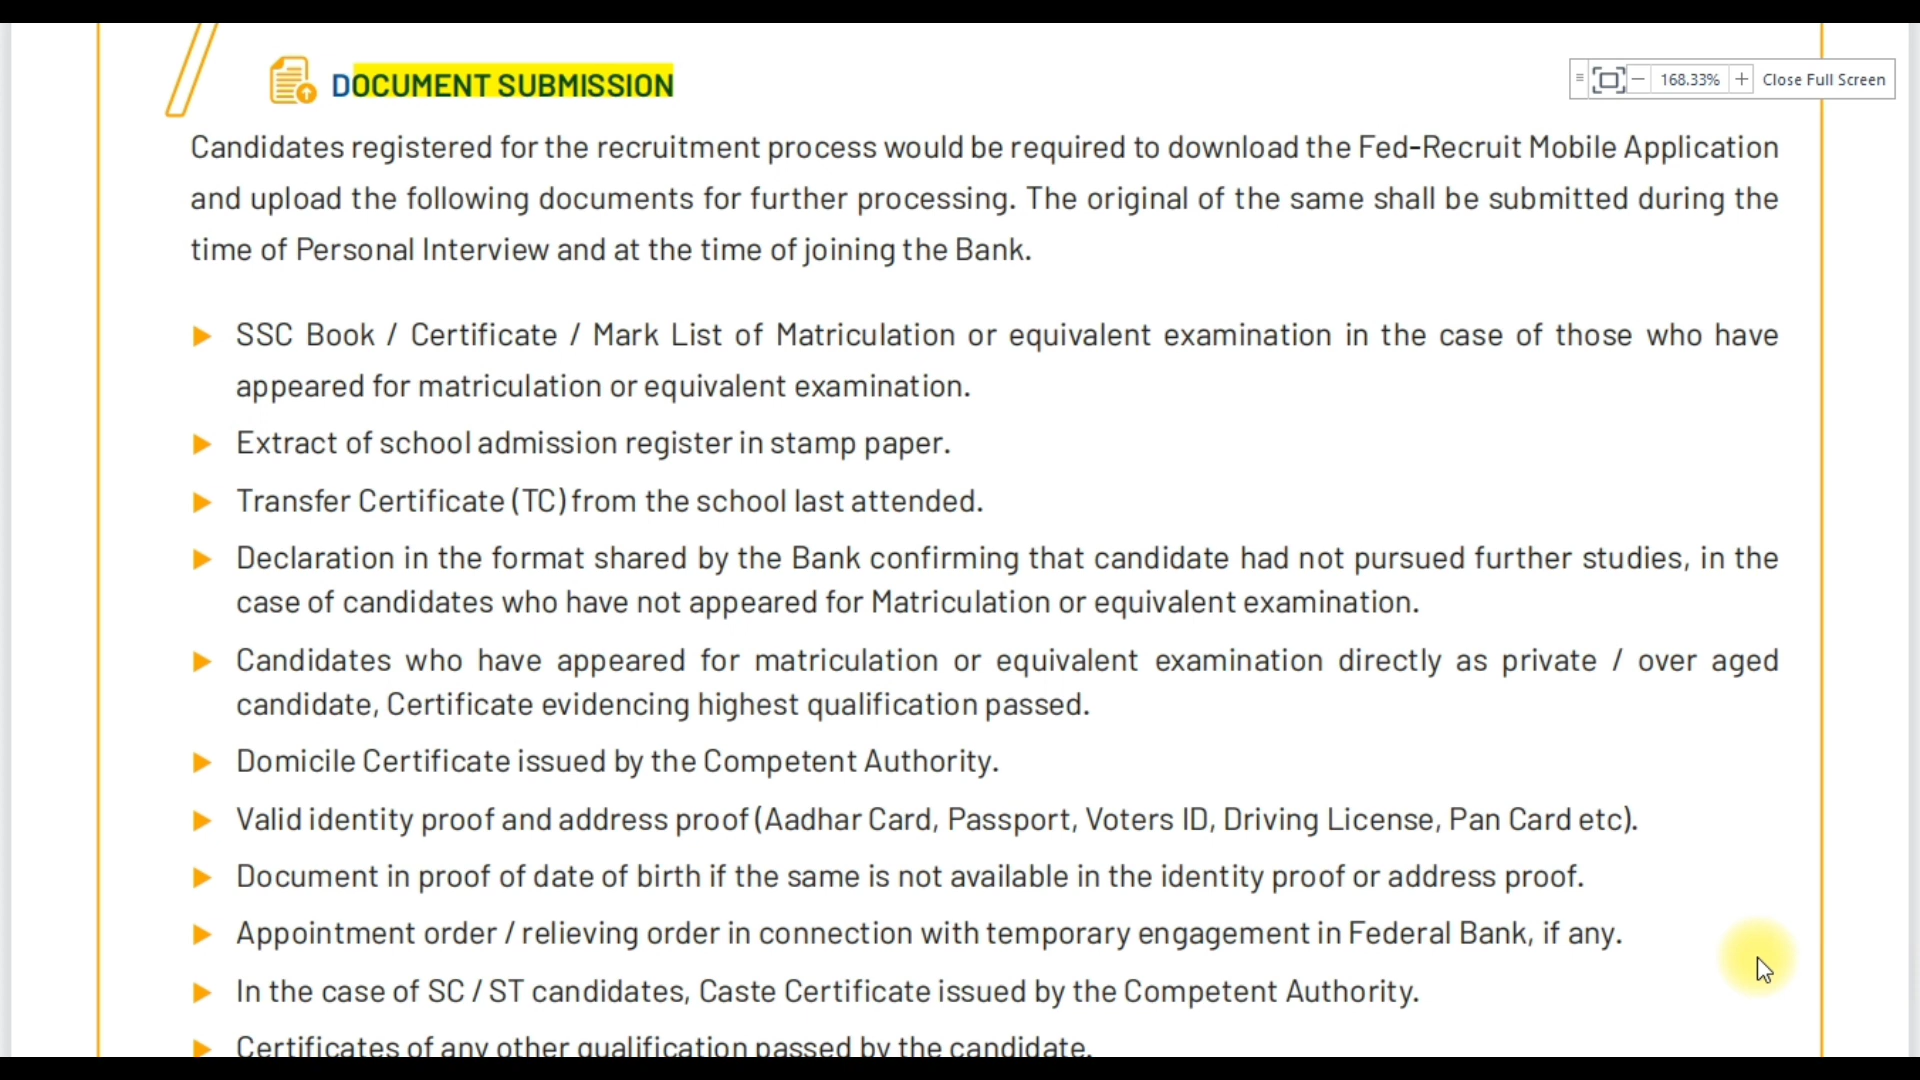 DOCUMENT SUBMISSION
168.33% Close Full Screen
Candidates registered for the recruitment process would be required to download the Fed-Recruit Mobile Application
and upload the following documents for further processing. The original of the same shall be submitted during the
time of Personal Interview and at the time of joining the Bank.
SSC Book / Certificate / Mark List of Matriculation or equivalent examination in the case of those who have
appeared for matriculation or equivalent examination.
Extract of school admission register in stamp paper.
Transfer Certificate (TC) from the school last attended.
Declaration in the format shared by the Bank confirming that candidate had not pursued further studies, in the
case of candidates who have not appeared for Matriculation or equivalent examination.
Candidates who have appeared for matriculation or equivalent examination directly as private / over aged
candidate, Certificate evidencing highest qualification passed.
Domicile Certificate issued by the Competent Authority.
Valid identity proof and address proof (Aadhar Card, Passport, Voters ID, Driving License, Pan Card etc).
Document in proof of date of birth if the same is not available in the identity proof or address proof.
Appointment order / relieving order in connection with temporary engagement in Federal Bank, if any.
In the case of SC / ST candidates, Caste Certificate issued by the Competent Authority.
Certificates of any other qualification passed by the candidate.